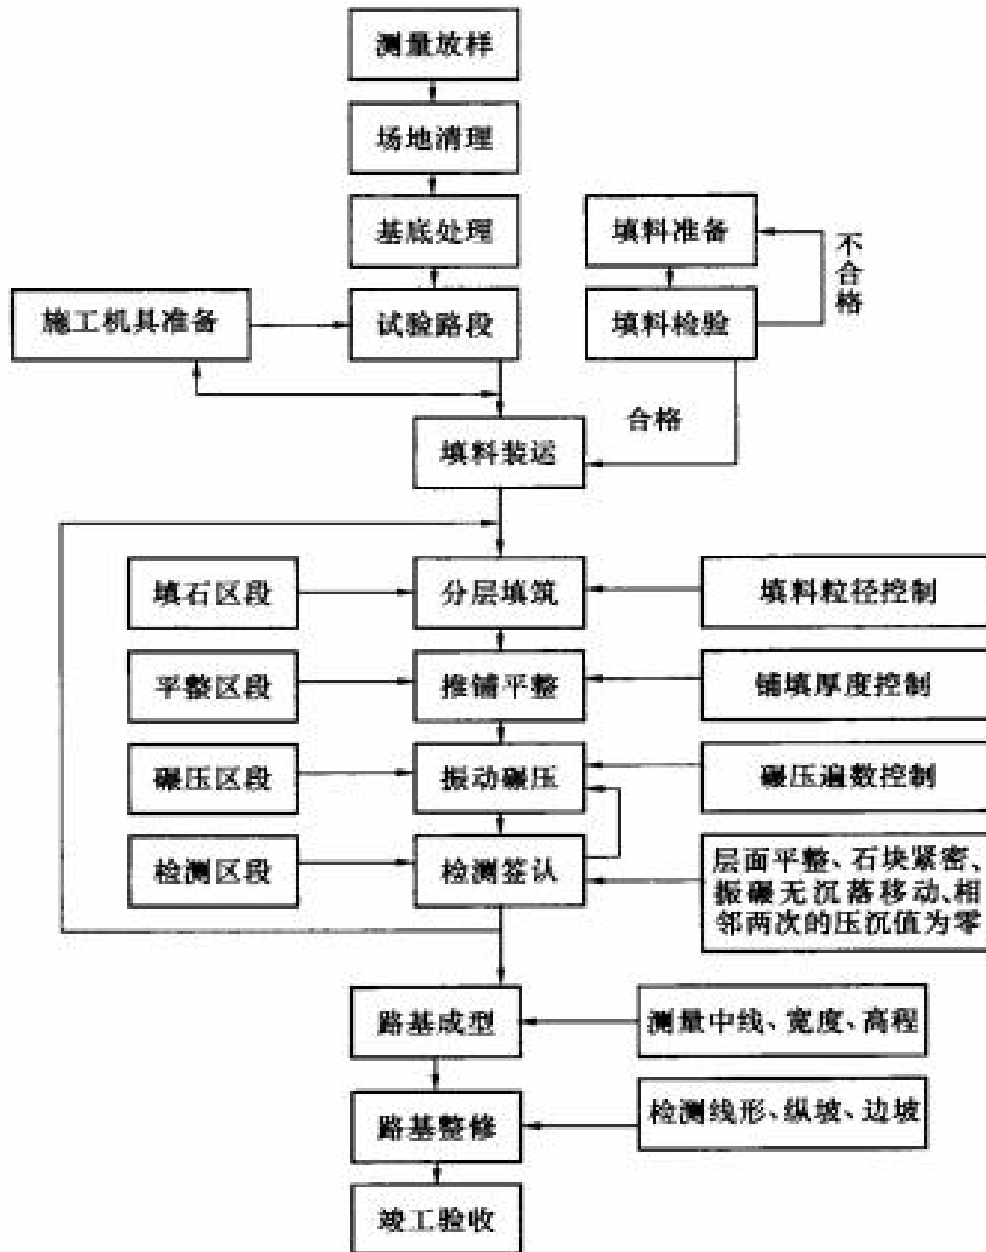 测量放样
场地清理
基底处理
填料准备
不合格
施工机具准备
试验路段
填料检验
合格
填料装运
填石区段
分层填筑
填料粒径控制
平整区段
推铺平整
铺填厚度控制
碾压区段
振动碾压
碾压遍数控制
检测区段
检测签认
层面平整、石块紧密、
振碾无沉落移动、相
邻两次的压沉值为零
路基成型
测量中线、宽度、高程
路基整修
检测线形、纵坡、边坡
竣工验收